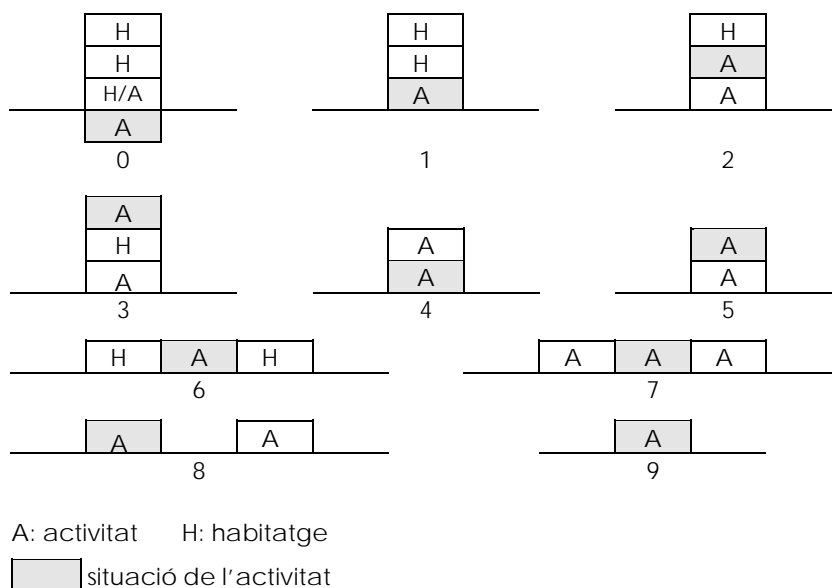 H H H
H H A
H/A A A
A
0 1 2
A
H A A
A A A
3 4 5
H A H A A A
6 7
A A A
8 9
A: activitat H: habitatge
situació de l'activitat